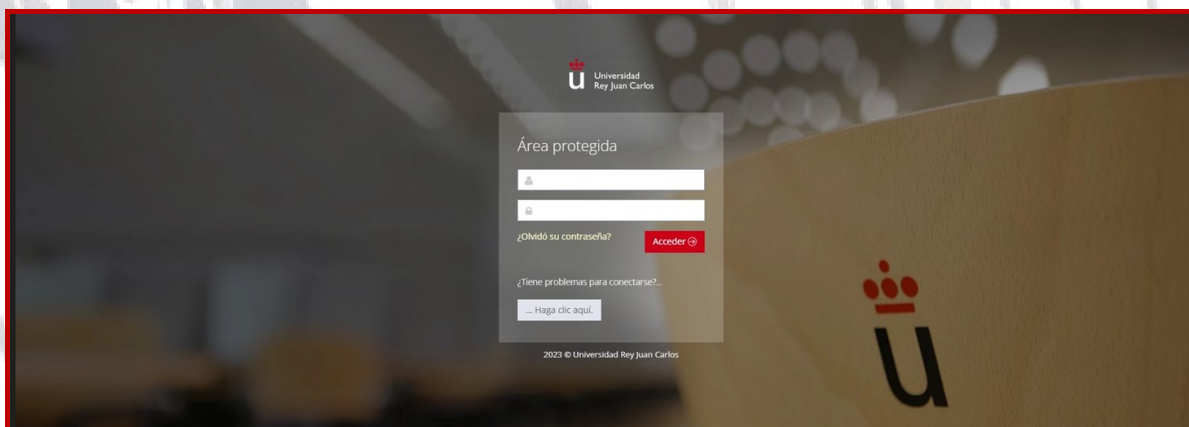 Universidad
Rey Juan Carlos
Área protegida
¿Olvidó su contraseña?
Acceder
¿Tiene problemas para conectarse?...
... Haga clic aquí.
2023 © Universidad Rey Juan Carlos
u